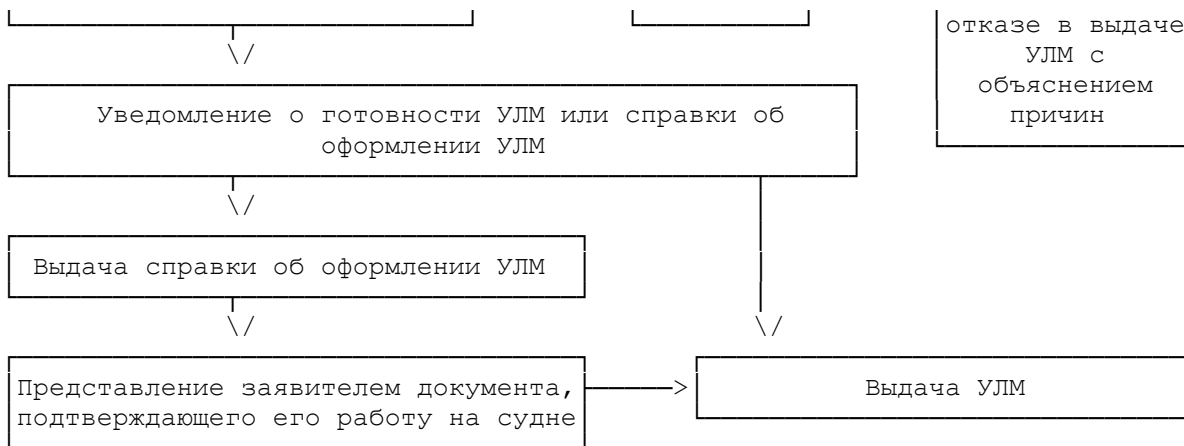 отказе в выдаче
УЛМ с
объяснением
причин
Уведомление о готовности УЛМ или справки об
оформлении УЛМ
Выдача справки об оформлении УЛМ
Представление заявителем документа,
подтверждающего его работу на судне
Выдача УЛМ